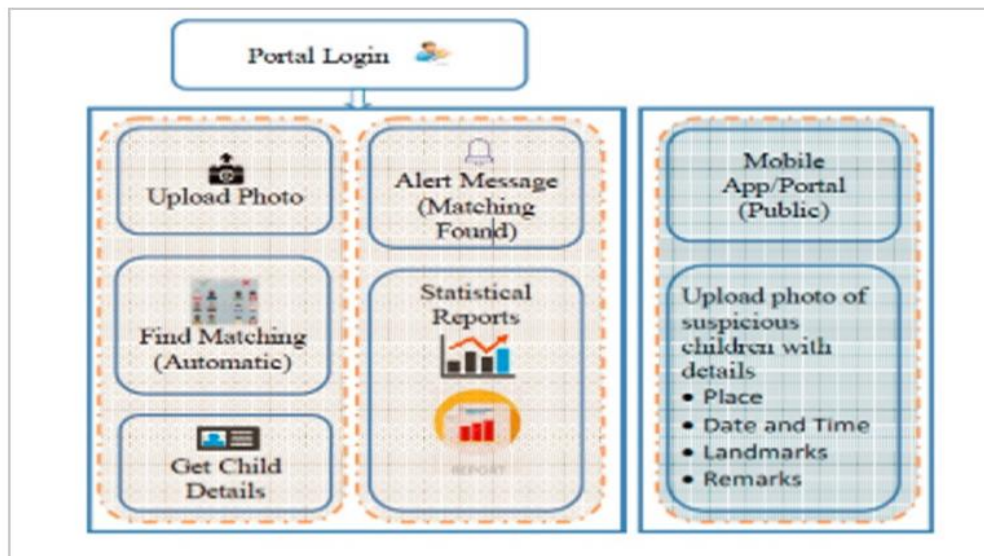 Portal Login
Upload Photo
Find Matching
(Automatic)
Get Child
Details
Alert Message
(Matching
Found)
Statistical
Reports
REPORT
Mobile
App/Portal
(Public)
Upload photo of
suspicious
children with
details
• Place
• Date and Time
• Landmarks
• Remarks